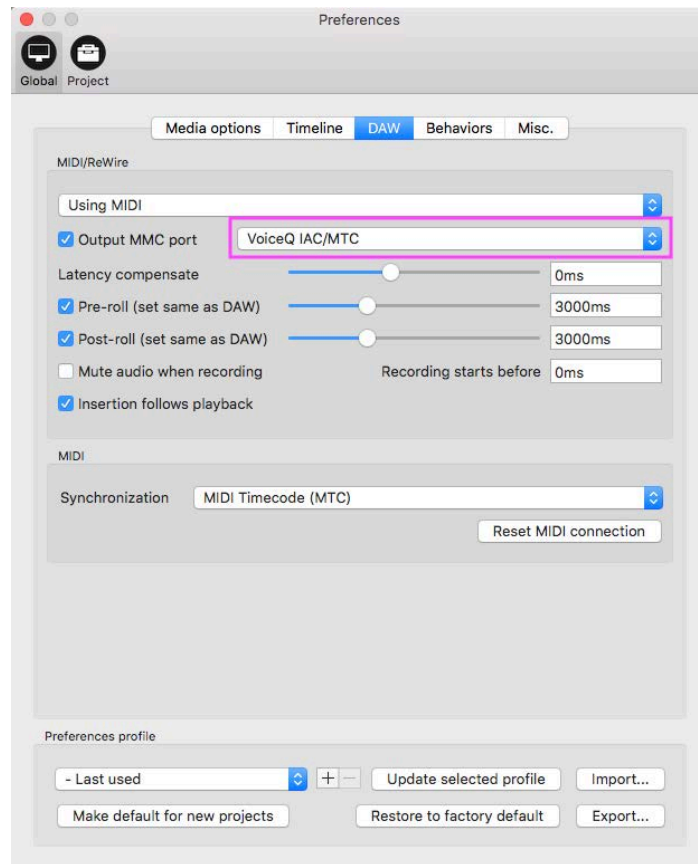 Preferences
Global Project
Media options Timeline DAW Behaviors Misc.
MIDI/ReWire
Using MIDI
Output MMC port VoiceQ IAC/MTC
Latency compensate 0ms
Pre-roll (set same as DAW) 3000ms
Post-roll (set same as DAW) 3000ms
Mute audio when recording Recording starts before 0ms
Insertion follows playback
MIDI
Synchronization MIDI Timecode (MTC)
Reset MIDI connection
Preferences profile
- Last used + − Update selected profile Import...
Make default for new projects Restore to factory default Export...